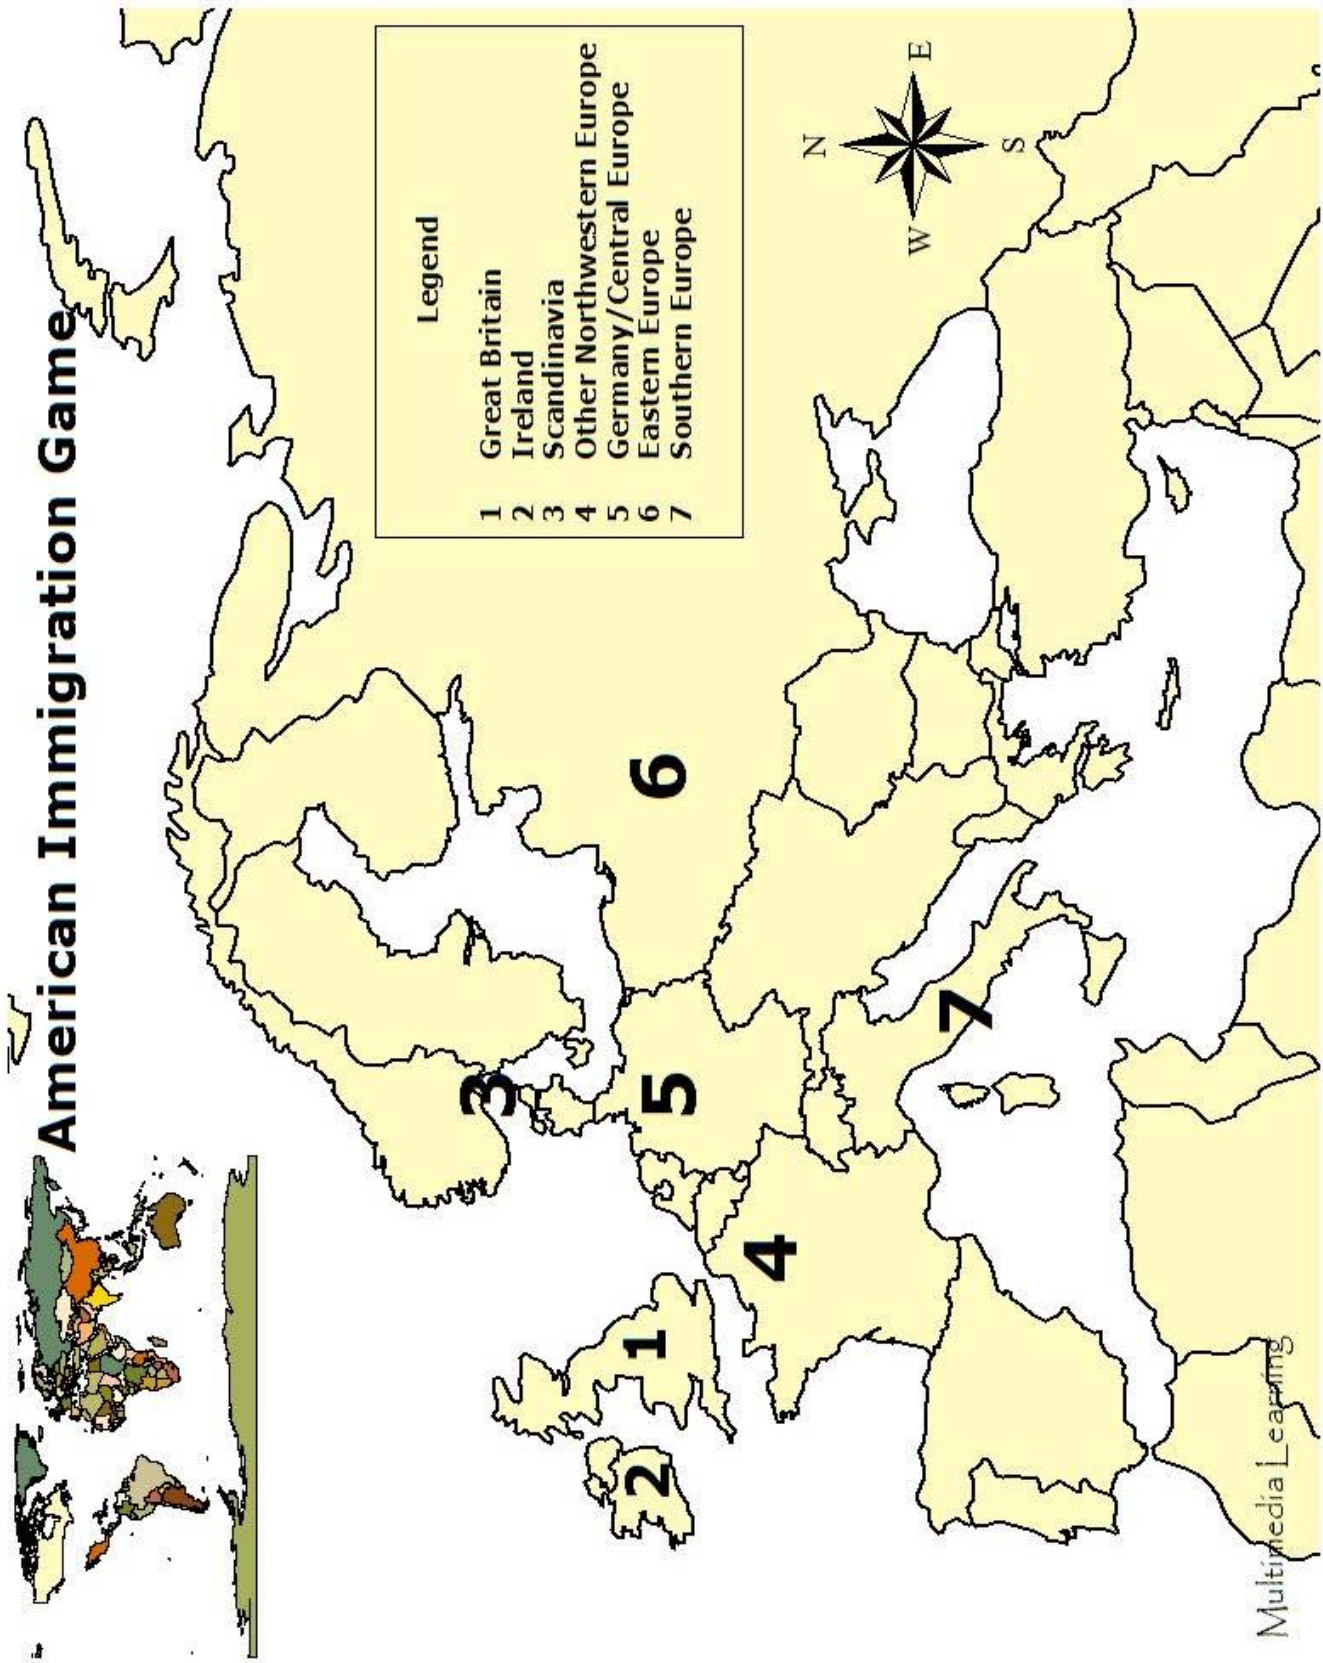 American Immigration Game
Legend
1 Great Britain
2 Ireland
3 Scandinavia
4 Other Northwestern Europe
5 Germany/Central Europe
6 Eastern Europe
7 Southern Europe
N
W E
S
3
6
1
5
2
4
7
Multimedia Learning